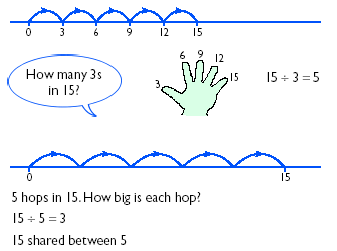 0 3 6 9 12 15
How many 3s
in 15?
3 6 9 12 15
15 ÷ 3 = 5
0 15
5 hops in 15. How big is each hop?
15 ÷ 5 = 3
15 shared between 5